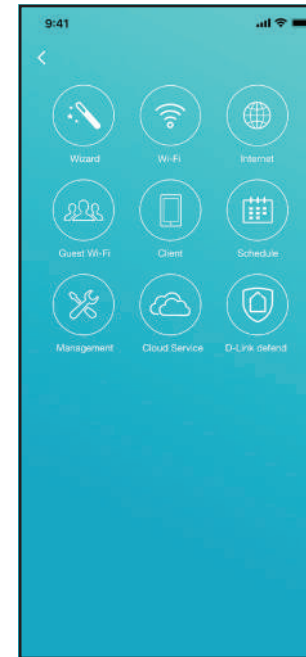 9:41
Wizard Wi-Fi Internet
Guest Wi-Fi Client Schedule
Management Cloud Service D-Link defend